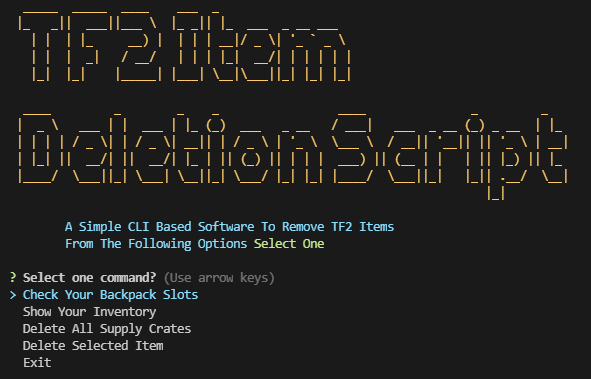 TF2 Item
Deletion Script
A Simple CLI Based Software To Remove TF2 Items
From The Following Options Select One
? Select one command? (Use arrow keys)
> Check Your Backpack Slots
Show Your Inventory
Delete All Supply Crates
Delete Selected Item
Exit